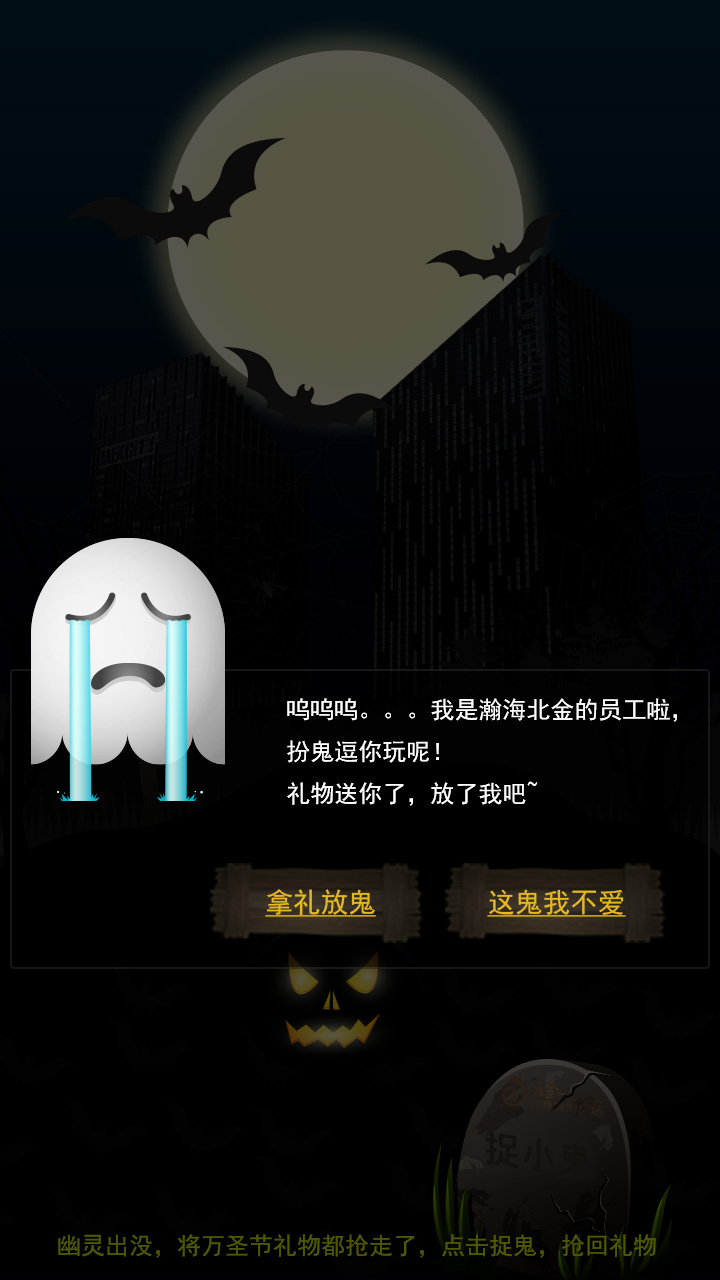 呜呜呜。。。我是瀚海北金的员工啦，
扮鬼逗你玩呢！
礼物送你了，放了我吧~
拿礼放鬼
这鬼我不爱
捉小
幽灵出没，将万圣节礼物都抢走了，点击捉鬼，抢回礼物